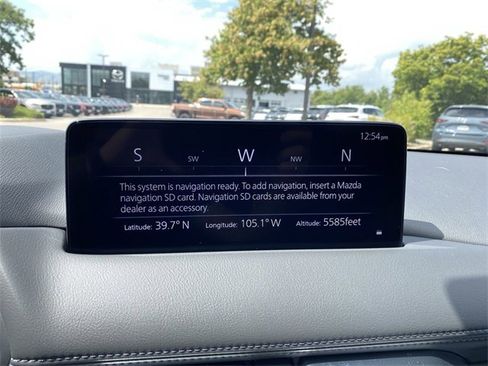 12:54pm
S SW W NW N
This system is navigation ready. To add navigation, insert a Mazda
navigation SD card. Navigation SD cards are available from your
dealer as an accessory.
Latitude: 39.7° N Longitude: 105.1° W Altitude: 5585feet